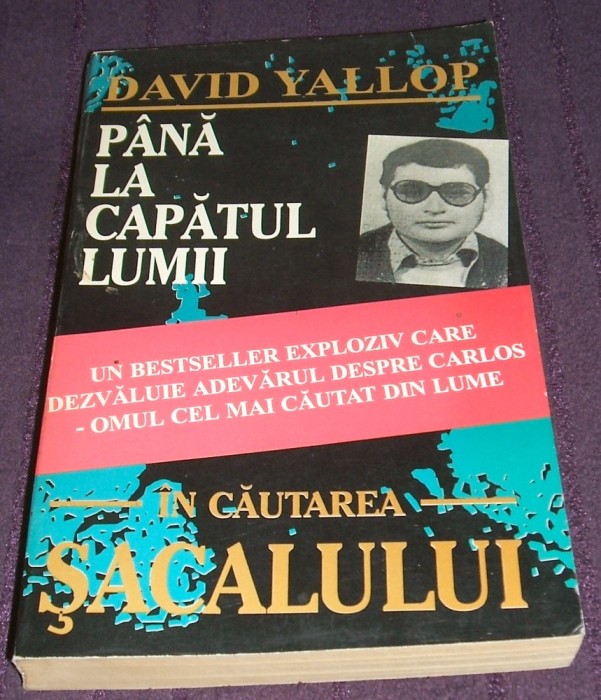 DAVID YALLOP
PÂNĂ
LA
CAPĂTUL
LUMII
UN BESTSELLER EXPLOZIV CARE
DEZVĂLUIE ADEVĂRUL DESPRE CARLOS
- OMUL CEL MAI CĂUTAT DIN LUME
ÎN CĂUTAREA
ȘACALULUI